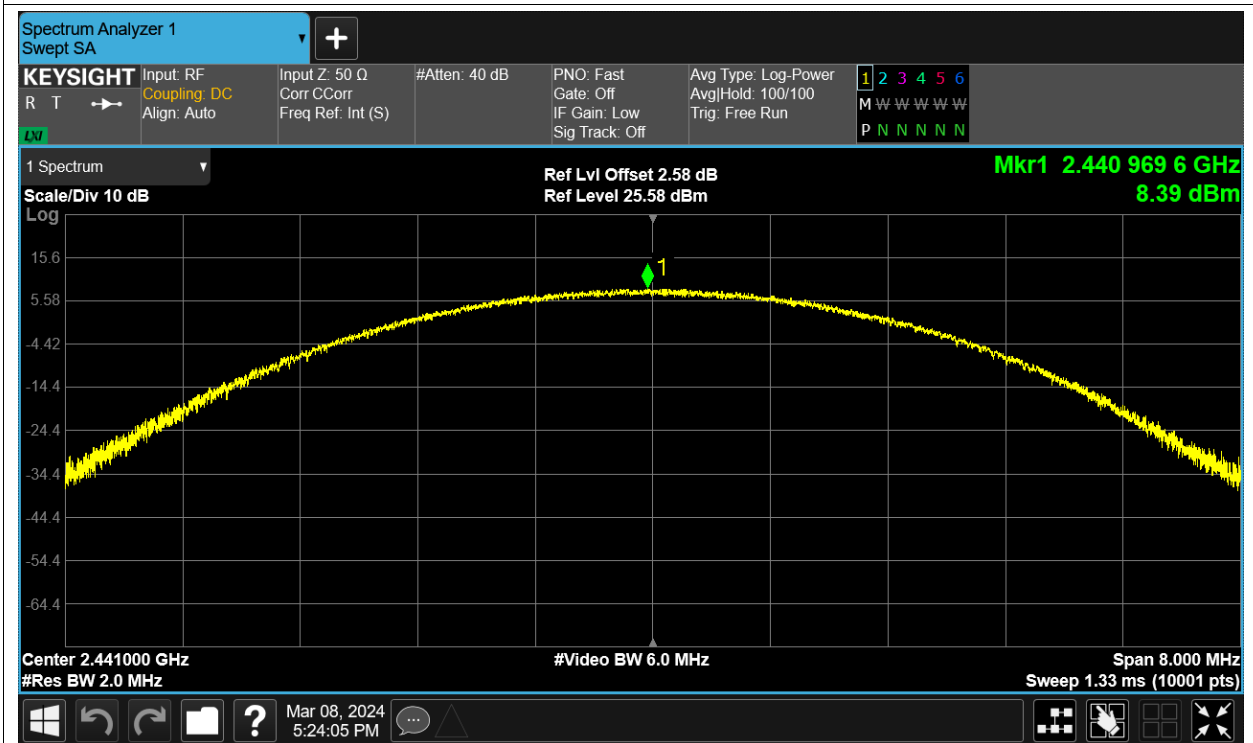 Spectrum Analyzer 1
Swept SA
KEYSIGHT
R T
LXI
Input: RF
Coupling: DC
Align: Auto
Input Z: 50 Ω
Corr CCorr
Freq Ref: Int (S)
#Atten: 40 dB
PNO: Fast
Gate: Off
IF Gain: Low
Sig Track: Off
Avg Type: Log-Power
Avg|Hold: 100/100
Trig: Free Run
1 2 3 4 5 6
M W W W W W
P N N N N N
1 Spectrum
Scale/Div 10 dB
Log
Ref Lvl Offset 2.58 dB
Ref Level 25.58 dBm
Mkr1 2.440 969 6 GHz
8.39 dBm
1
15.6
5.58
-4.42
-14.4
-24.4
-34.4
-44.4
-54.4
-64.4
Center 2.441000 GHz
#Res BW 2.0 MHz
#Video BW 6.0 MHz
Span 8.000 MHz
Sweep 1.33 ms (10001 pts)
?
Mar 08, 2024
5:24:05 PM